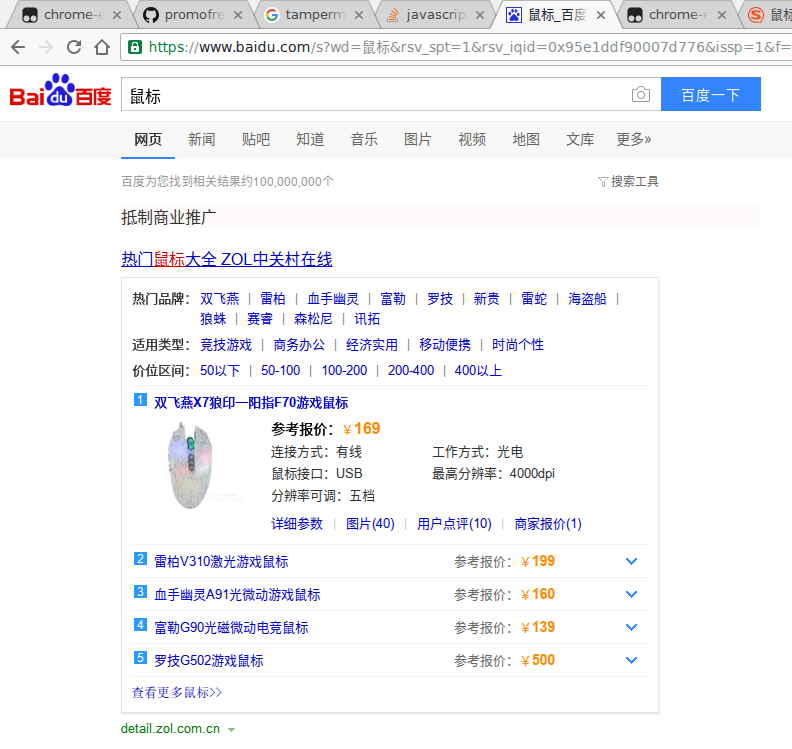 chrome-e
promofre
tamperm
javascrip
鼠标_百度
chrome-e
鼠标
https://www.baidu.com/s?wd=鼠标&rsv_spt=1&rsv_iqid=0x95e1ddf90007d776&issp=1&f=
Bai du 百度
鼠标
百度一下
网页 新闻 贴吧 知道 音乐 图片 视频 地图 文库 更多»
百度为您找到相关结果约100,000,000个
搜索工具
抵制商业推广
热门鼠标大全 ZOL中关村在线
热门品牌: 双飞燕 | 雷柏 | 血手幽灵 | 富勒 | 罗技 | 新贵 | 雷蛇 | 海盗船 |
狼蛛 | 赛睿 | 森松尼 | 讯拓
适用类型: 竞技游戏 | 商务办公 | 经济实用 | 移动便携 | 时尚个性
价位区间: 50以下 | 50-100 | 100-200 | 200-400 | 400以上
1 双飞燕X7狼印一阳指F70游戏鼠标
参考报价: ￥169
连接方式: 有线 工作方式: 光电
鼠标接口: USB 最高分辨率: 4000dpi
分辨率可调: 五档
详细参数 | 图片(40) | 用户点评(10) | 商家报价(1)
2 雷柏V310激光游戏鼠标 参考报价: ￥199
3 血手幽灵A91光微动游戏鼠标 参考报价: ￥160
4 富勒G90光磁微动电竞鼠标 参考报价: ￥139
5 罗技G502游戏鼠标 参考报价: ￥500
查看更多鼠标>>
detail.zol.com.cn